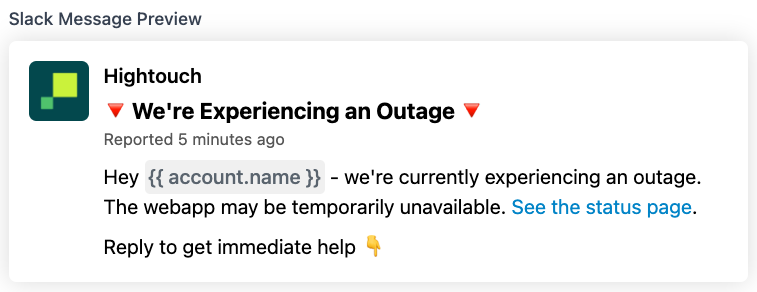 Slack Message Preview
Hightouch
🔻 We're Experiencing an Outage 🔻
Reported 5 minutes ago
Hey {{ account.name }} - we're currently experiencing an outage.
The webapp may be temporarily unavailable. See the status page.
Reply to get immediate help 👇